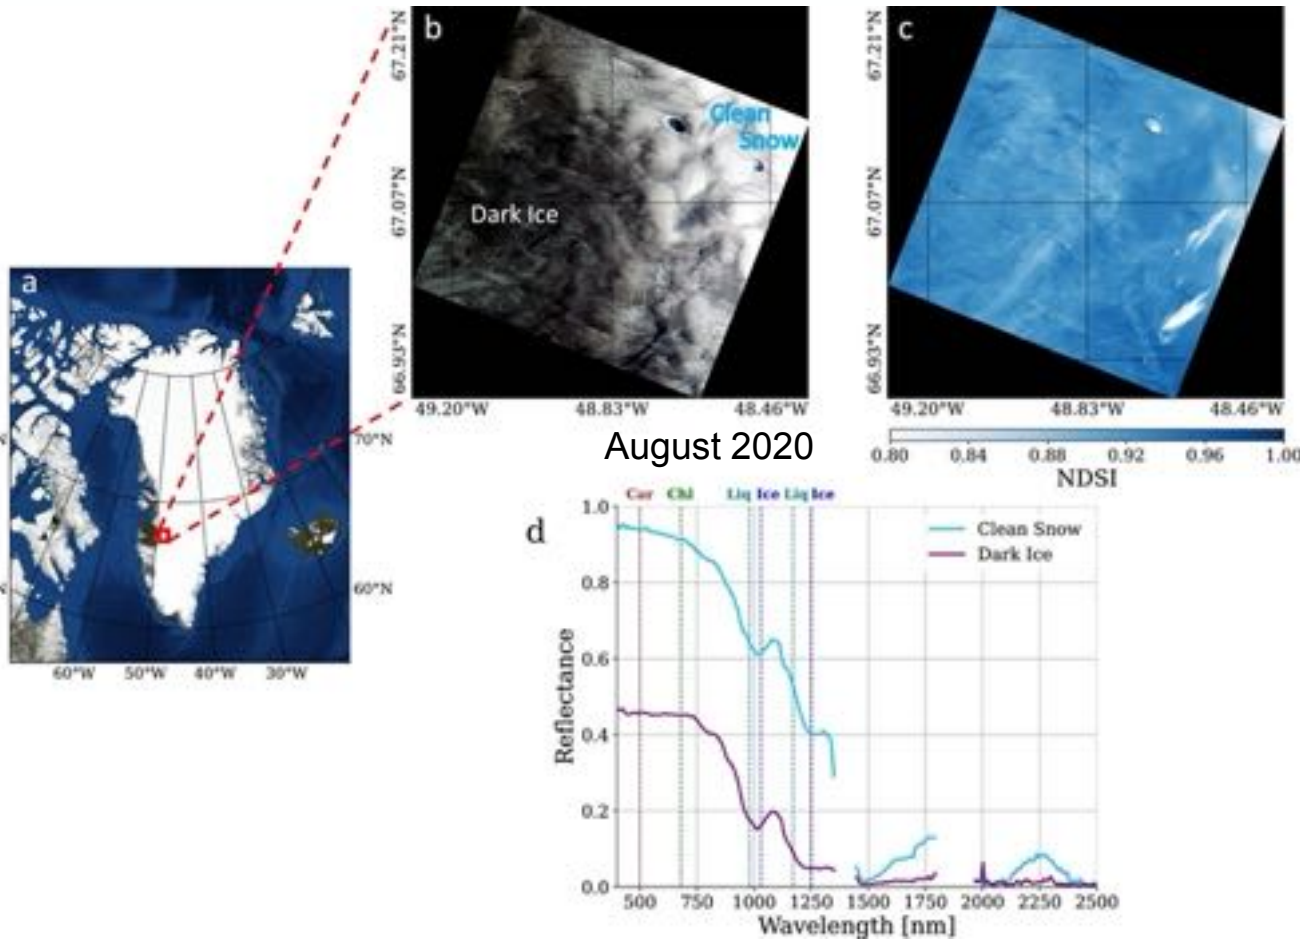 a
70°N
60°N
60°W 50°W 40°W 30°W
b
Clean
Snow
Dark Ice
67.21°N
67.07°N
66.93°N
49.20°W 48.83°W 48.46°W
c
67.21°N
67.07°N
66.93°N
49.20°W 48.83°W 48.46°W
0.80 0.84 0.88 0.92 0.96 1.00
NDSI
August 2020
d
Car Chl Liq Ice Liq Ice
Clean Snow
Dark Ice
Reflectance
1.0
0.8
0.6
0.4
0.2
0.0
500 750 1000 1250 1500 1750 2000 2250 2500
Wavelength [nm]